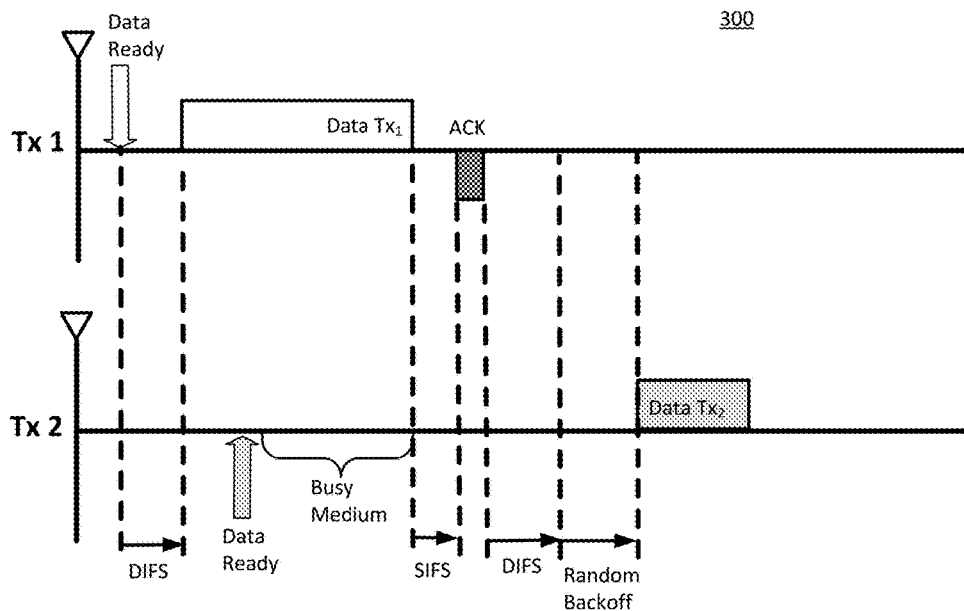 300
Data
Ready
Tx 1
Data Tx₁
ACK
Tx 2
Data Tx₂
Busy
Medium
Data
Ready
DIFS
SIFS
DIFS
Random
Backoff